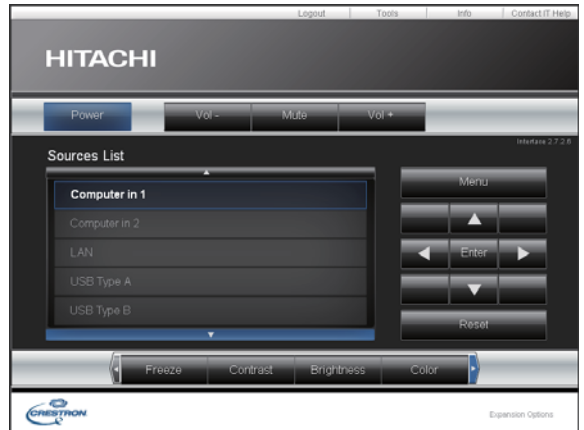 Logout Tools Info Contact IT Help
HITACHI
Power Vol - Mute Vol +
Interface 2.7.2.6
Sources List
Menu
Computer in 1
Computer in 2
LAN
Enter
USB Type A
USB Type B
Reset
Freeze Contrast Brightness Color
CRESTRON
Expansion Options